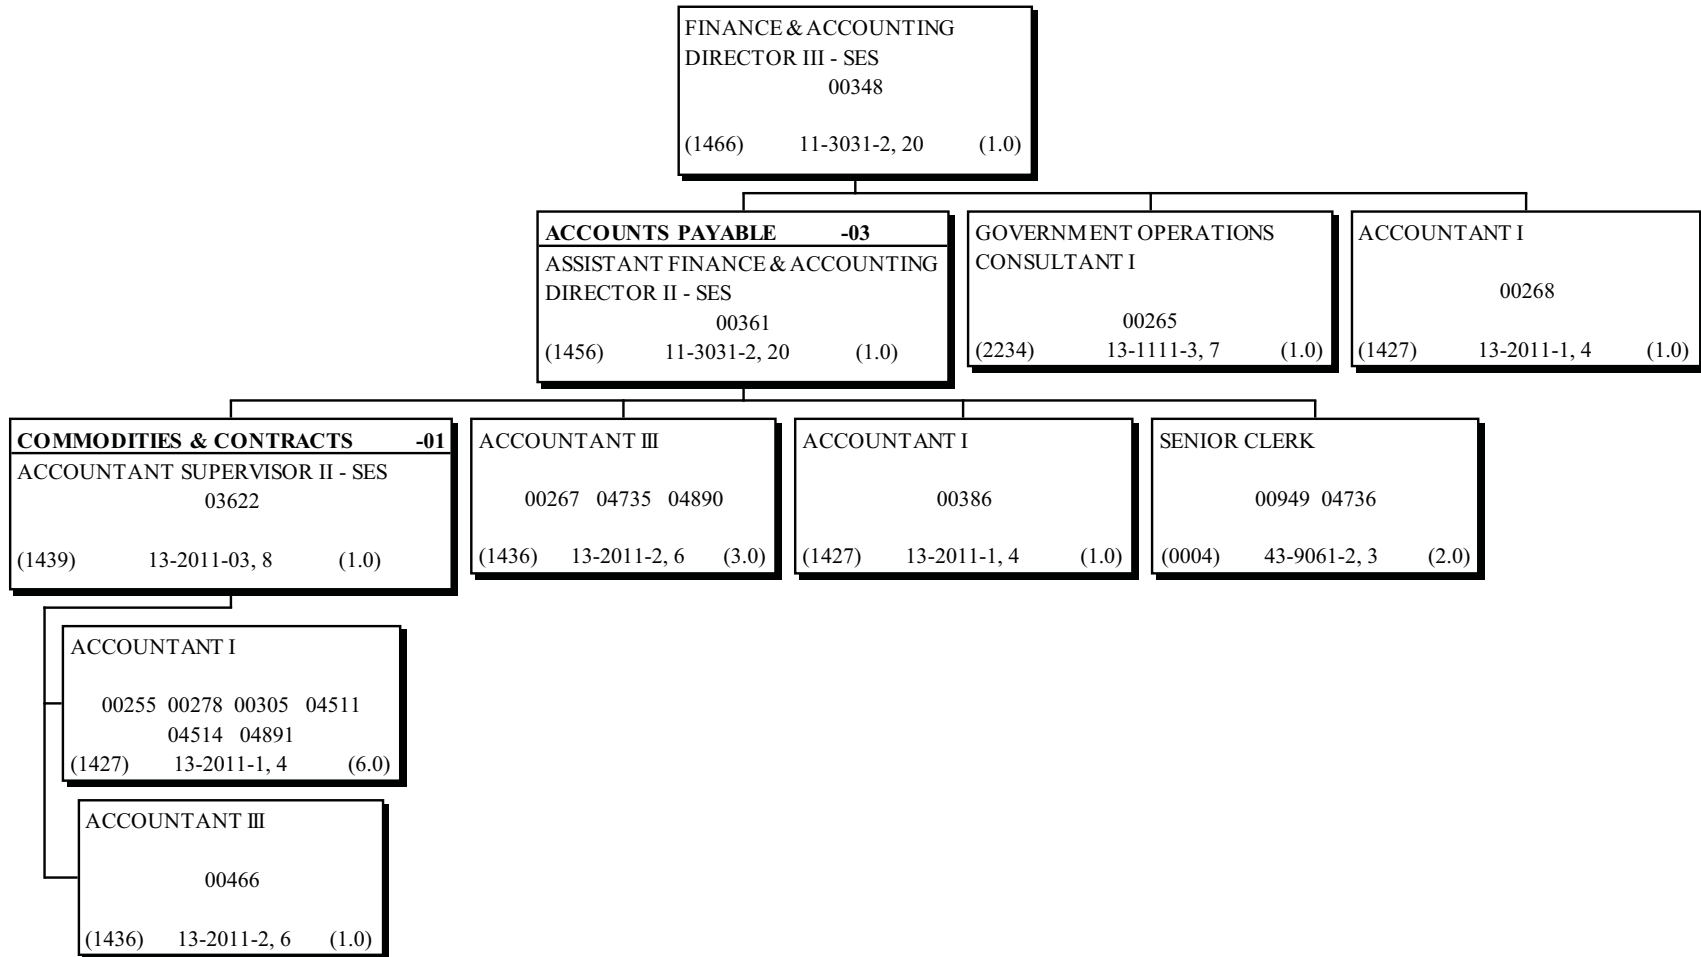 FINANCE & ACCOUNTING
DIRECTOR III - SES
00348
(1466) 11-3031-2, 20 (1.0)
ACCOUNTS PAYABLE -03
ASSISTANT FINANCE & ACCOUNTING
DIRECTOR II - SES
00361
(1456) 11-3031-2, 20 (1.0)
GOVERNMENT OPERATIONS
CONSULTANT I
00265
(2234) 13-1111-3, 7 (1.0)
ACCOUNTANT I
00268
(1427) 13-2011-1, 4 (1.0)
COMMODITIES & CONTRACTS -01
ACCOUNTANT SUPERVISOR II - SES
03622
(1439) 13-2011-03, 8 (1.0)
ACCOUNTANT III
00267 04735 04890
(1436) 13-2011-2, 6 (3.0)
ACCOUNTANT I
00386
(1427) 13-2011-1, 4 (1.0)
SENIOR CLERK
00949 04736
(0004) 43-9061-2, 3 (2.0)
ACCOUNTANT I
00255 00278 00305 04511
04514 04891
(1427) 13-2011-1, 4 (6.0)
ACCOUNTANT III
00466
(1436) 13-2011-2, 6 (1.0)